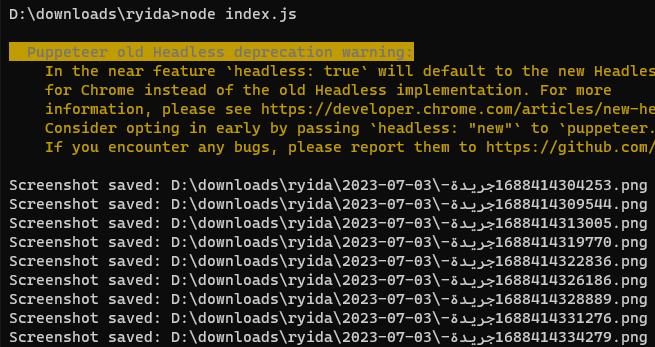 D:\downloads\ryida>node index.js
Puppeteer old Headless deprecation warning:
In the near feature `headless: true` will default to the new Headles
for Chrome instead of the old Headless implementation. For more
information, please see https://developer.chrome.com/articles/new-he
Consider opting in early by passing `headless: "new"` to `puppeteer.
If you encounter any bugs, please report them to https://github.com/
Screenshot saved: D:\downloads\ryida\2023-07-03\جريدة-1688414304253.png
Screenshot saved: D:\downloads\ryida\2023-07-03\جريدة-1688414309544.png
Screenshot saved: D:\downloads\ryida\2023-07-03\جريدة-1688414313005.png
Screenshot saved: D:\downloads\ryida\2023-07-03\جريدة-1688414319770.png
Screenshot saved: D:\downloads\ryida\2023-07-03\جريدة-1688414322836.png
Screenshot saved: D:\downloads\ryida\2023-07-03\جريدة-1688414326186.png
Screenshot saved: D:\downloads\ryida\2023-07-03\جريدة-1688414328889.png
Screenshot saved: D:\downloads\ryida\2023-07-03\جريدة-1688414331276.png
Screenshot saved: D:\downloads\ryida\2023-07-03\جريدة-1688414334279.png